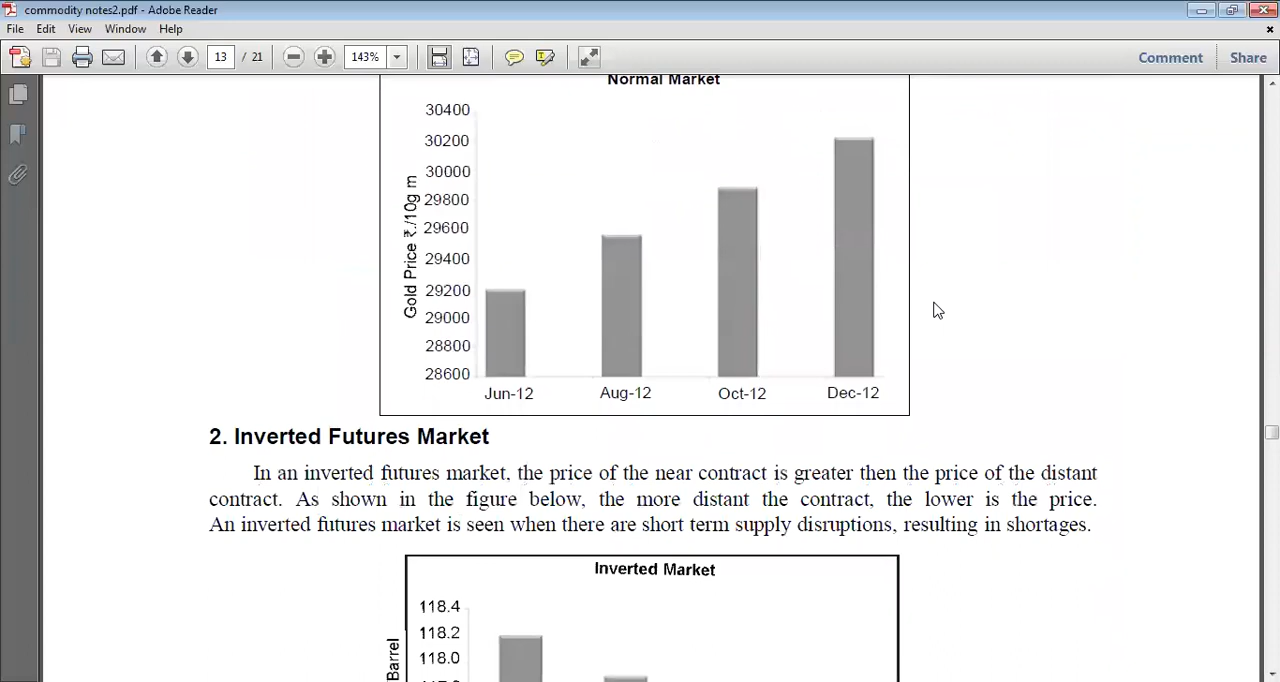 commodity notes2.pdf - Adobe Reader
File Edit View Window Help
13 / 21 143% Comment Share
Normal Market
30400
30200
30000
29800
29600
29400
29200
29000
28800
28600
Gold Price ₹./10g m
Jun-12 Aug-12 Oct-12 Dec-12
2. Inverted Futures Market
In an inverted futures market, the price of the near contract is greater then the price of the distant
contract. As shown in the figure below, the more distant the contract, the lower is the price.
An inverted futures market is seen when there are short term supply disruptions, resulting in shortages.
Inverted Market
118.4
118.2
118.0
Barrel